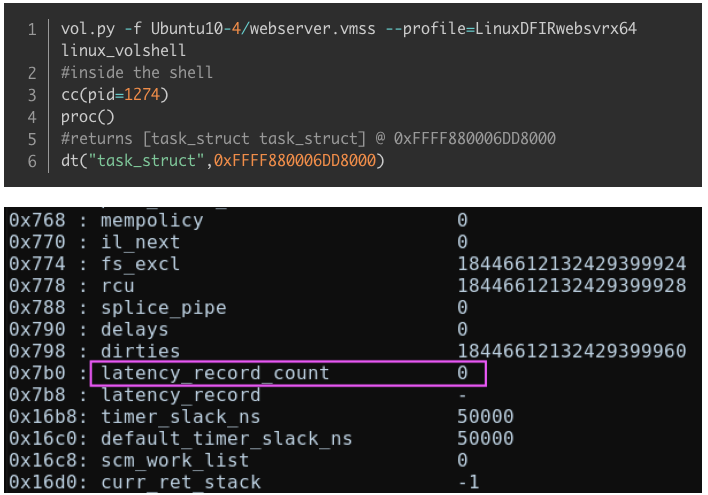 1 vol.py -f Ubuntu10-4/webserver.vmss --profile=LinuxDFIRwebsvrx64
linux_volshell
2 #inside the shell
3 cc(pid=1274)
4 proc()
5 #returns [task_struct task_struct] @ 0xFFFF880006DD8000
6 dt("task_struct",0xFFFF880006DD8000)
0x768 : mempolicy 0
0x770 : il_next 0
0x774 : fs_excl 18446612132429399924
0x778 : rcu 18446612132429399928
0x788 : splice_pipe 0
0x790 : delays 0
0x798 : dirties 18446612132429399960
0x7b0 : latency_record_count 0
0x7b8 : latency_record -
0x16b8: timer_slack_ns 50000
0x16c0: default_timer_slack_ns 50000
0x16c8: scm_work_list 0
0x16d0: curr_ret_stack -1